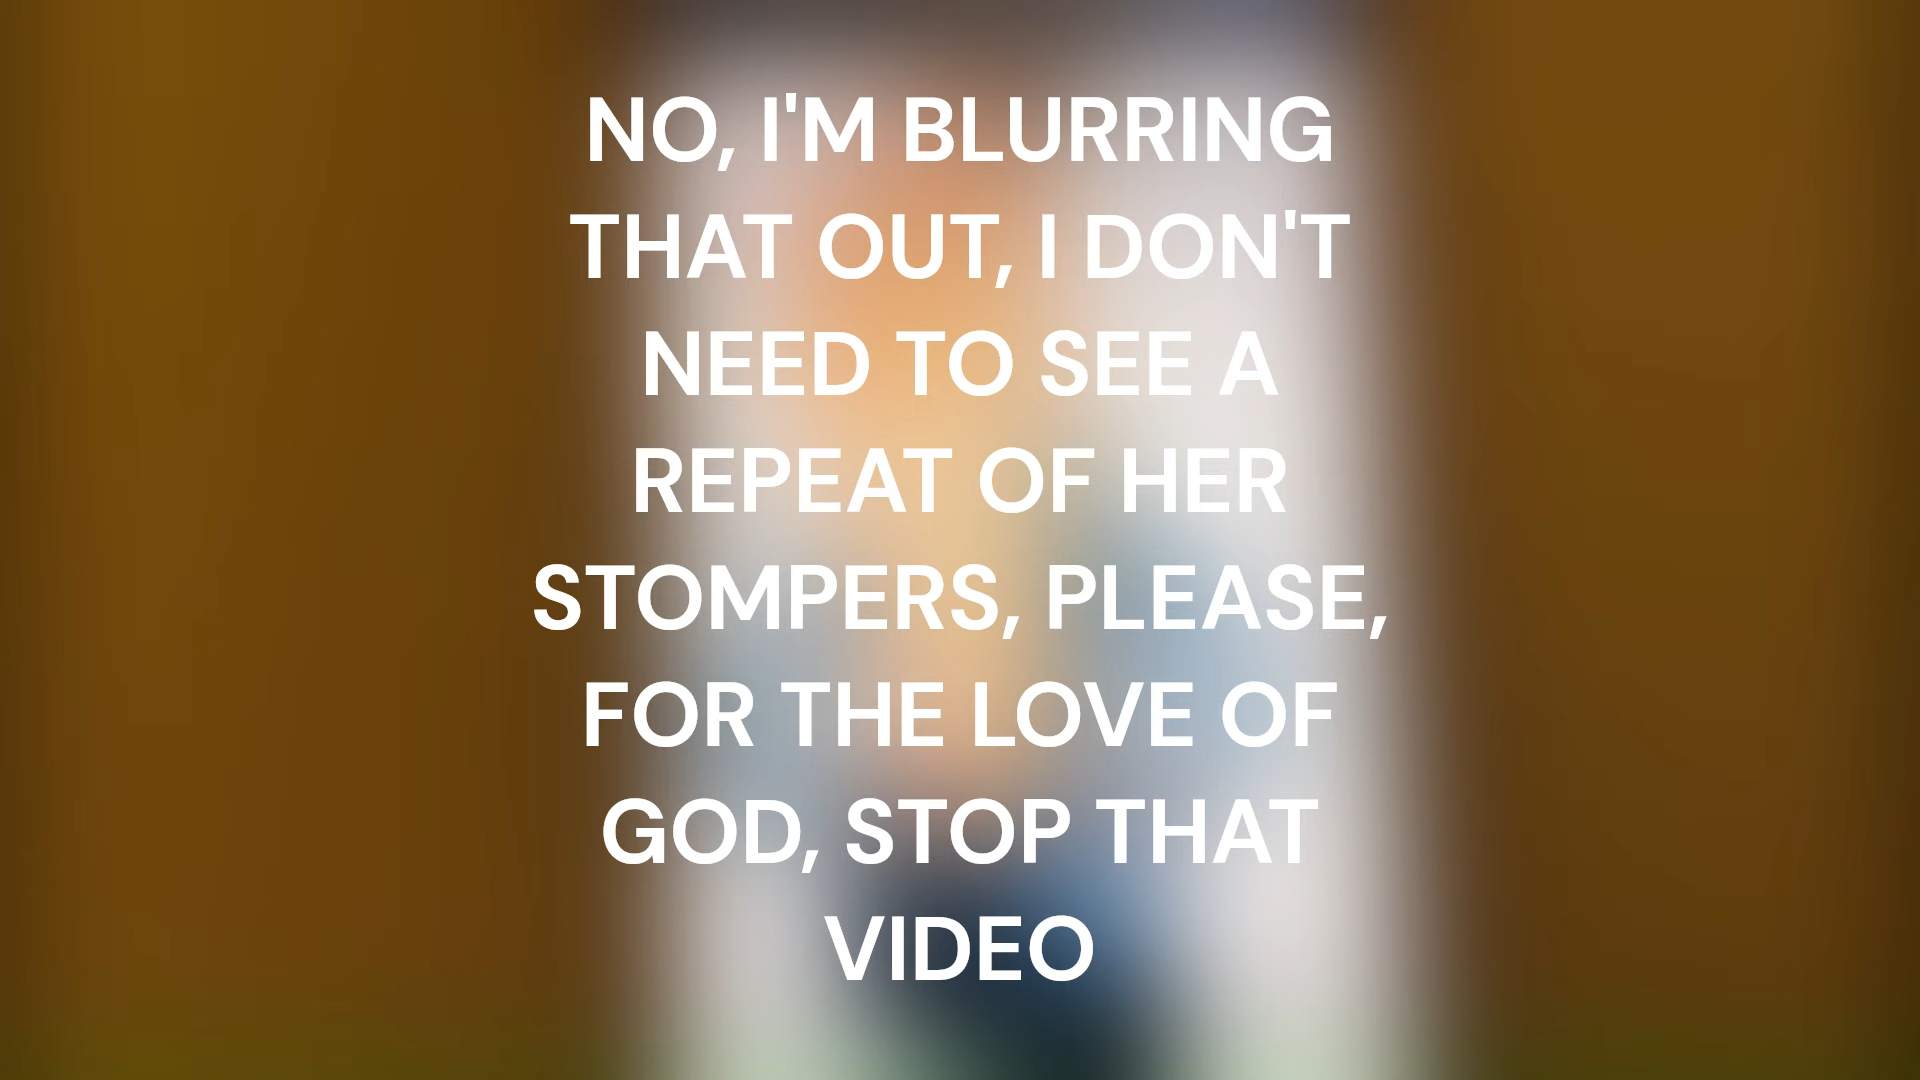 NO, I'M BLURRING
THAT OUT, I DON'T
NEED TO SEE A
REPEAT OF HER
STOMPERS, PLEASE,
FOR THE LOVE OF
GOD, STOP THAT
VIDEO